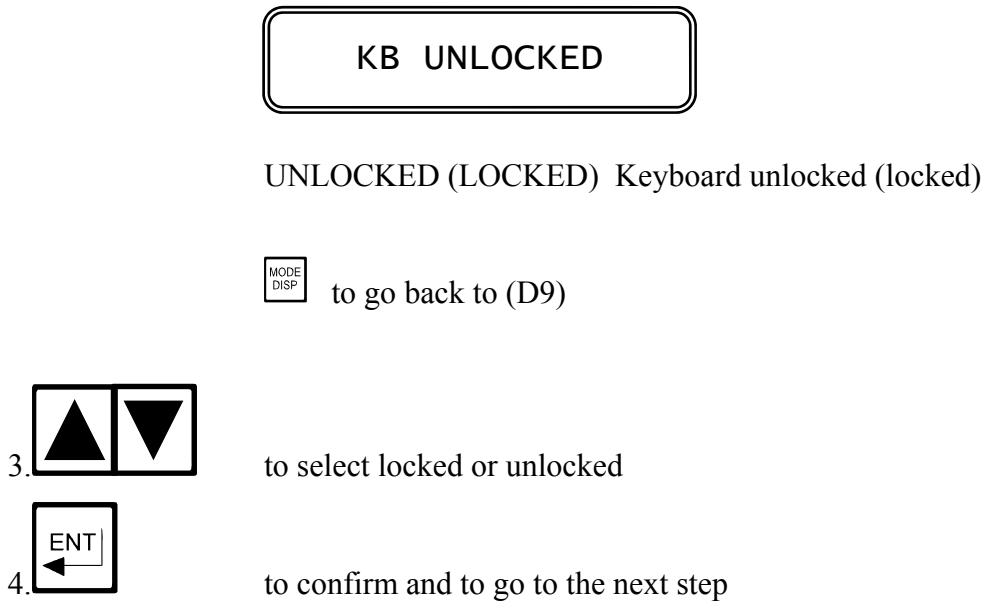 KB UNLOCKED
UNLOCKED (LOCKED) Keyboard unlocked (locked)
MODE
DISP
to go back to (D9)
3. to select locked or unlocked
ENT
4. to confirm and to go to the next step